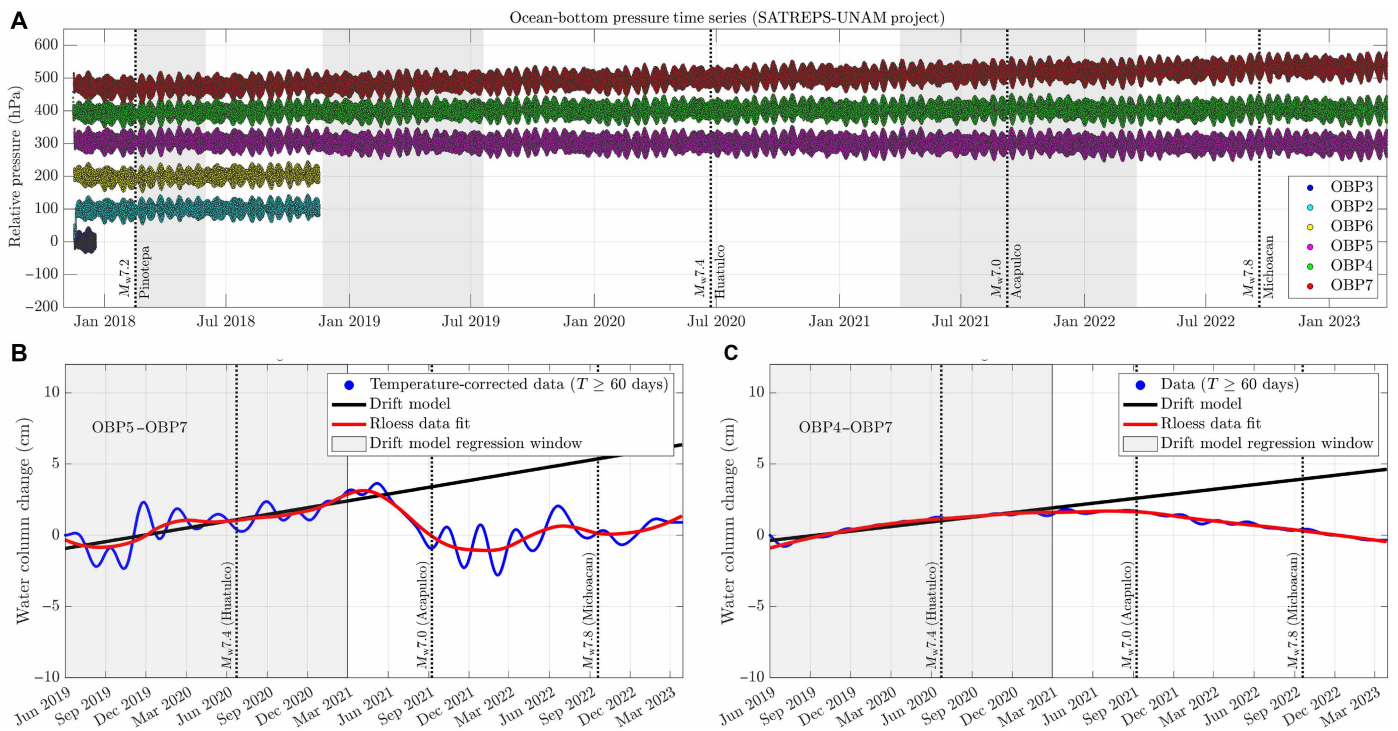 A
Ocean-bottom pressure time series (SATREPS-UNAM project)
Relative pressure (hPa)
600
500
400
300
200
100
0
−100
−200
Mw7.2
Pinotepa
Mw7.4
Huatulco
Mw7.0
Acapulco
Mw7.8
Michoacan
OBP3
OBP2
OBP6
OBP5
OBP4
OBP7
Jan 2018
Jul 2018
Jan 2019
Jul 2019
Jan 2020
Jul 2020
Jan 2021
Jul 2021
Jan 2022
Jul 2022
Jan 2023
B
Water column change (cm)
10
5
0
−5
−10
OBP5−OBP7
Temperature-corrected data (T ≥ 60 days)
Drift model
Rloess data fit
Drift model regression window
Mw7.4 (Huatulco)
Mw7.0 (Acapulco)
Mw7.8 (Michoacan)
Jun 2019
Sep 2019
Dec 2019
Mar 2020
Jun 2020
Sep 2020
Dec 2020
Mar 2021
Jun 2021
Sep 2021
Dec 2021
Mar 2022
Jun 2022
Sep 2022
Dec 2022
Mar 2023
C
Water column change (cm)
10
5
0
−5
−10
OBP4−OBP7
Data (T ≥ 60 days)
Drift model
Rloess data fit
Drift model regression window
Mw7.4 (Huatulco)
Mw7.0 (Acapulco)
Mw7.8 (Michoacan)
Jun 2019
Sep 2019
Dec 2019
Mar 2020
Jun 2020
Sep 2020
Dec 2020
Mar 2021
Jun 2021
Sep 2021
Dec 2021
Mar 2022
Jun 2022
Sep 2022
Dec 2022
Mar 2023